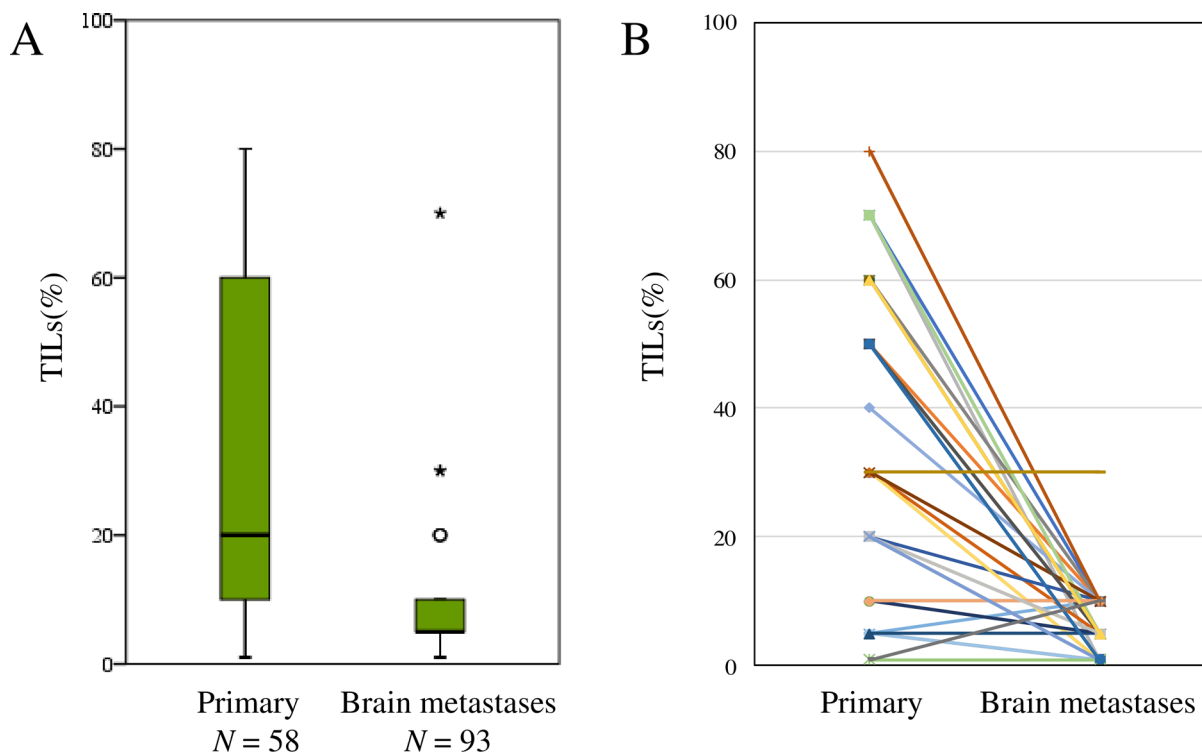 A
100
80
60
40
20
0
TILs(%)
Primary
Brain metastases
N = 58
N = 93
B
100
80
60
40
20
0
TILs(%)
Primary
Brain metastases